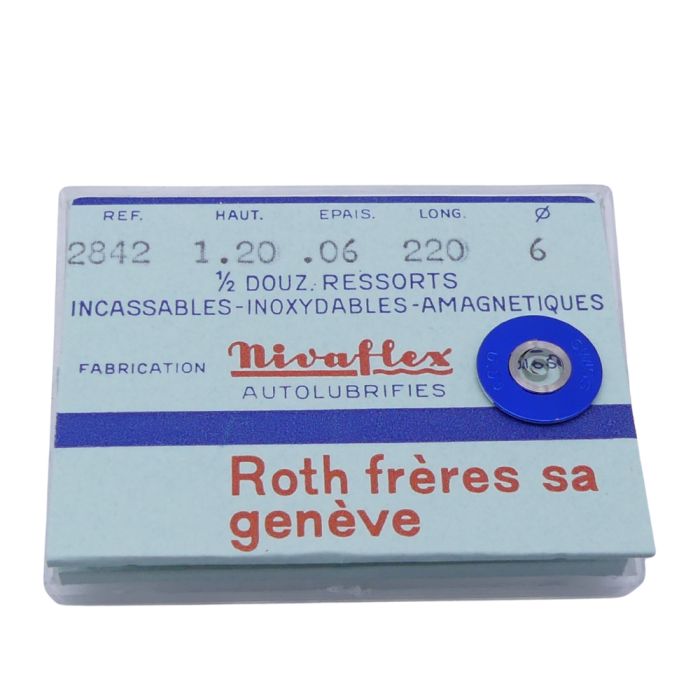 REF. HAUT. EPAIS. LONG. Ø
2842 1.20 .06 220 6
½ DOUZ. RESSORTS
INCASSABLES-INOXYDABLES-AMAGNETIQUES
FABRICATION Nivaflex
AUTOLUBRIFIES
Roth frères sa
genève